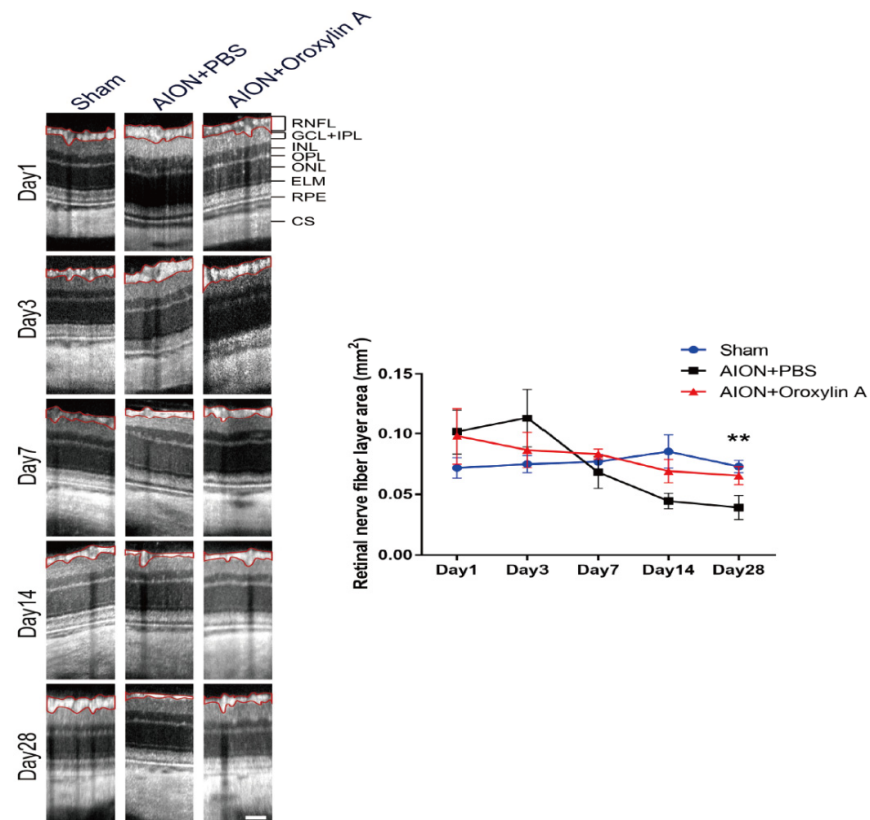 Sham
AION+PBS
AION+Oroxylin A
Day1
RNFL
GCL+IPL
INL
OPL
ONL
ELM
RPE
CS
Day3
Day7
Day14
Day28
Retinal nerve fiber layer area (mm²)
Sham
AION+PBS
AION+Oroxylin A
0.15
0.10
0.05
0.00
**
Day1 Day3 Day7 Day14 Day28